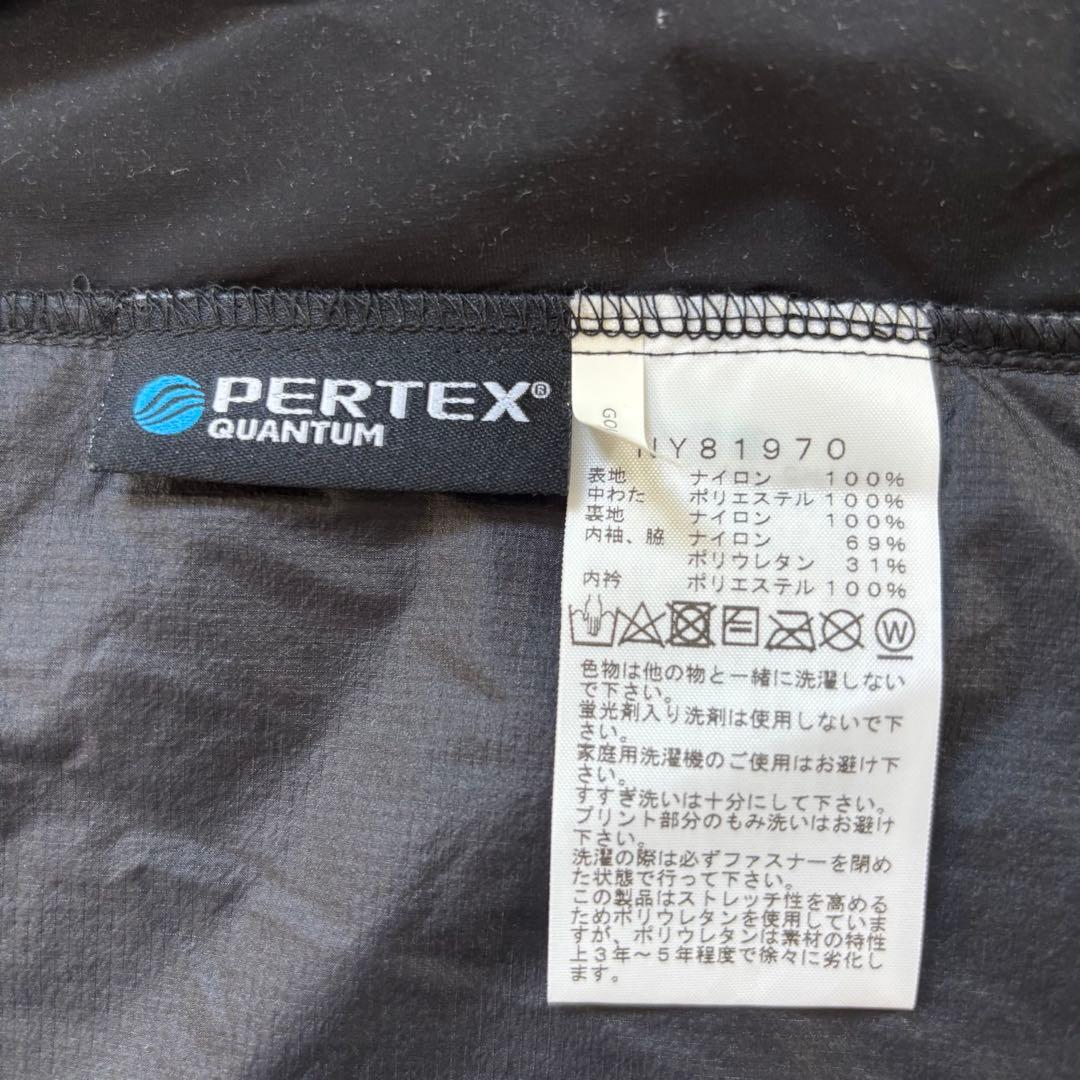 PERTEX®
QUANTUM
GO
NY81970
表地 ナイロン 100%
中わた ポリエステル 100%
裏地 ナイロン 100%
内袖、脇 ナイロン 69%
ポリウレタン 31%
内衿 ポリエステル 100%
W
色物は他の物と一緒に洗濯しない
で下さい。
蛍光剤入り洗剤は使用しないで下
さい。
家庭用洗濯機のご使用はお避け下
さい。
すすぎ洗いは十分にして下さい。
プリント部分のもみ洗いはお避け
下さい。
洗濯の際は必ずファスナーを閉め
た状態で行って下さい。
この製品はストレッチ性を高める
ためポリウレタンを使用していま
すが、ポリウレタンは素材の特性
上3年～5年程度で徐々に劣化し
ます。